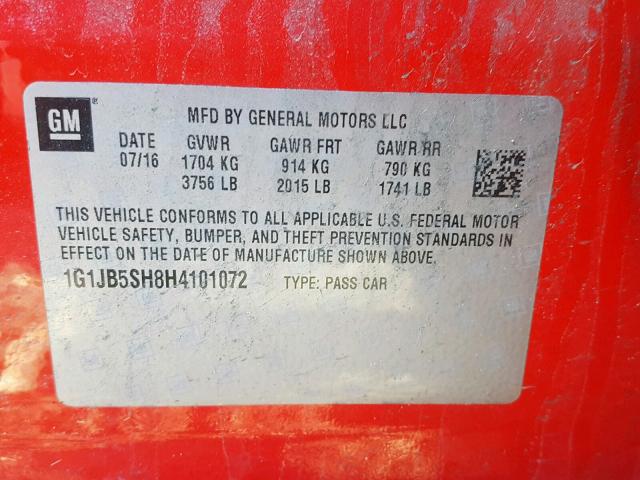 GM®
MFD BY GENERAL MOTORS LLC
DATE GVWR GAWR FRT GAWR RR
07/16 1704 KG 914 KG 790 KG
3756 LB 2015 LB 1741 LB
THIS VEHICLE CONFORMS TO ALL APPLICABLE U.S. FEDERAL MOTOR
VEHICLE SAFETY, BUMPER, AND THEFT PREVENTION STANDARDS IN
EFFECT ON THE DATE OF MANUFACTURE SHOWN ABOVE.
1G1JB5SH8H4101072 TYPE: PASS CAR